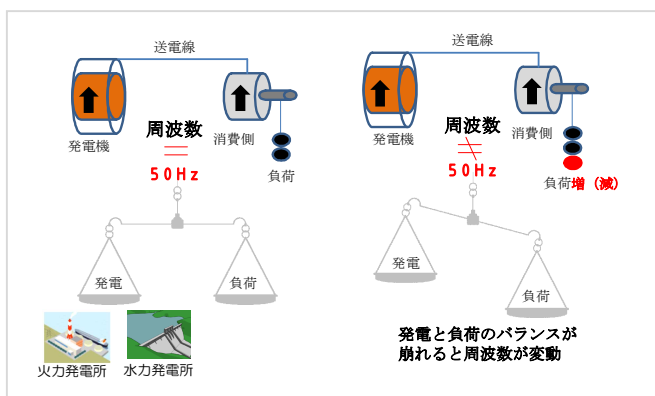 送電線
発電機
消費側
周波数
＝
50Hz
負荷
発電
負荷
火力発電所
水力発電所
送電線
発電機
消費側
周波数
≠
50Hz
負荷増（減）
発電
負荷
発電と負荷のバランスが
崩れると周波数が変動